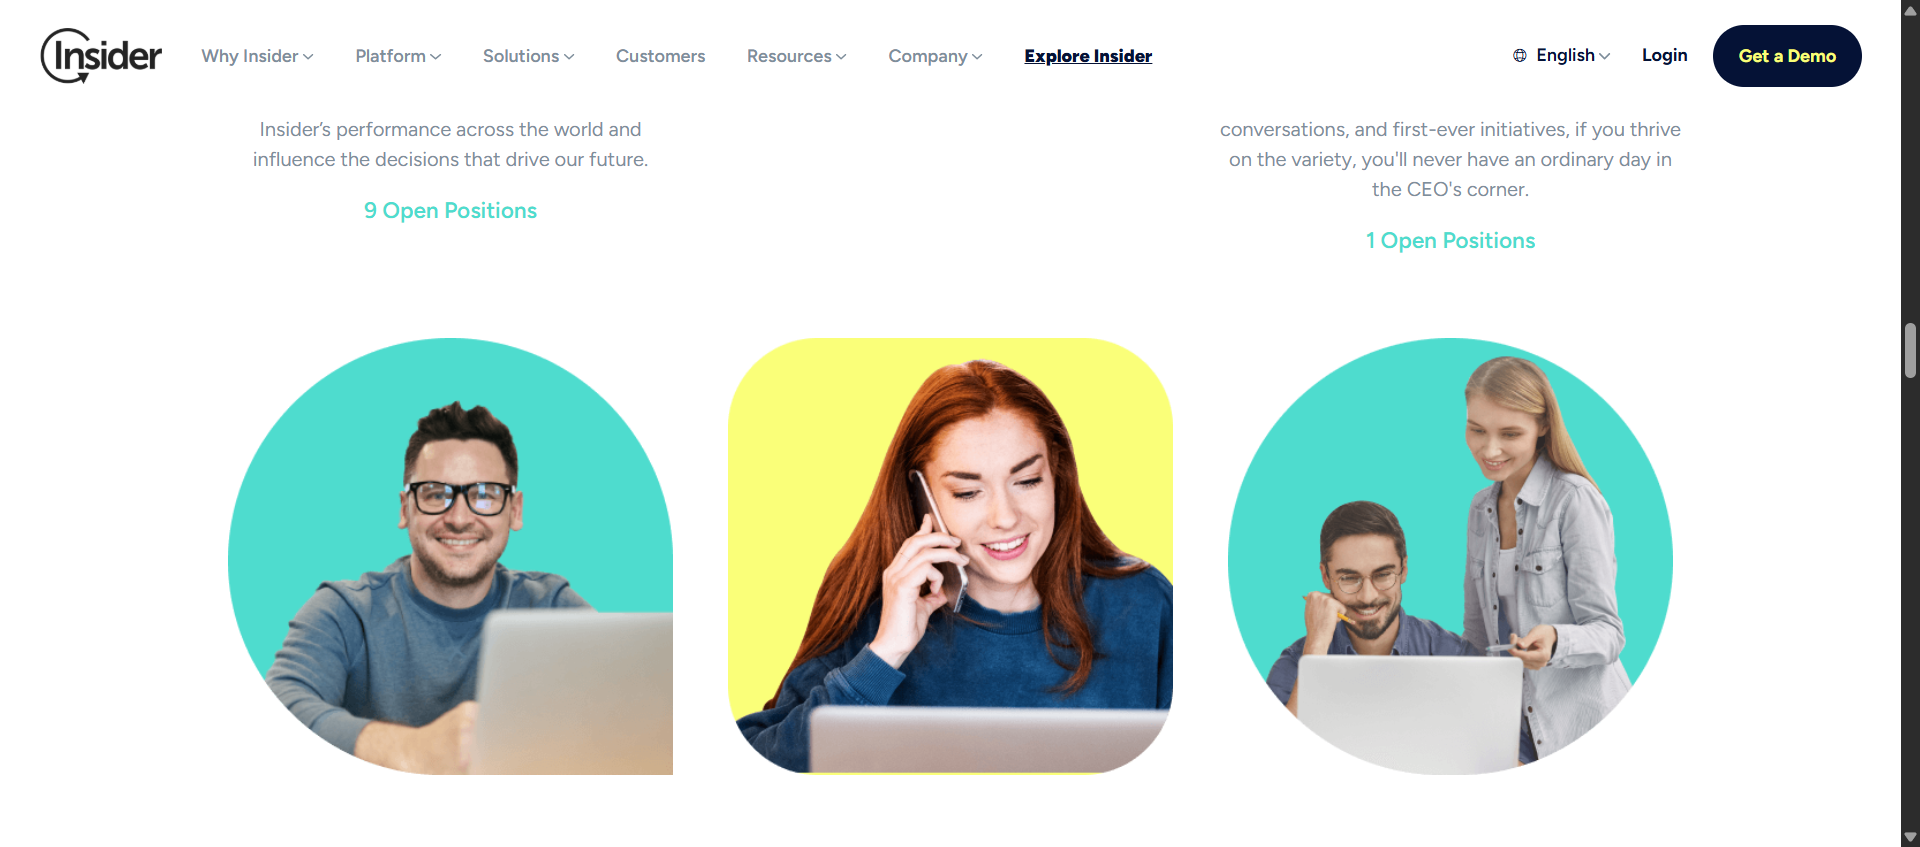 Insider
Why Insider
Platform
Solutions
Customers
Resources
Company
Explore Insider
English
Login
Get a Demo
Insider’s performance across the world and
influence the decisions that drive our future.
9 Open Positions
conversations, and first-ever initiatives, if you thrive
on the variety, you'll never have an ordinary day in
the CEO's corner.
1 Open Positions